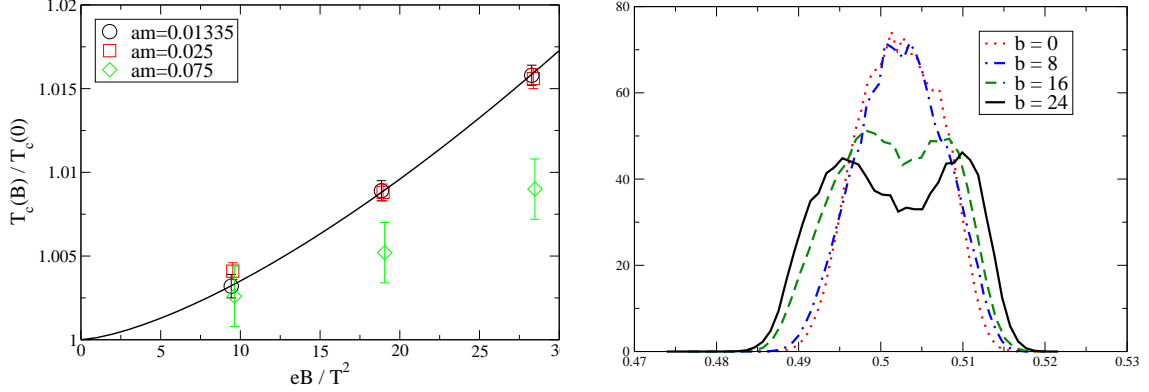 1.02
1.015
1.01
1.005
1
T_c(B) / T_c(0)
am=0.01335
am=0.025
am=0.075
0 5 10 15 20 25 3
eB / T^2
80
60
40
20
0
b = 0
b = 8
b = 16
b = 24
0.47 0.48 0.49 0.5 0.51 0.52 0.53